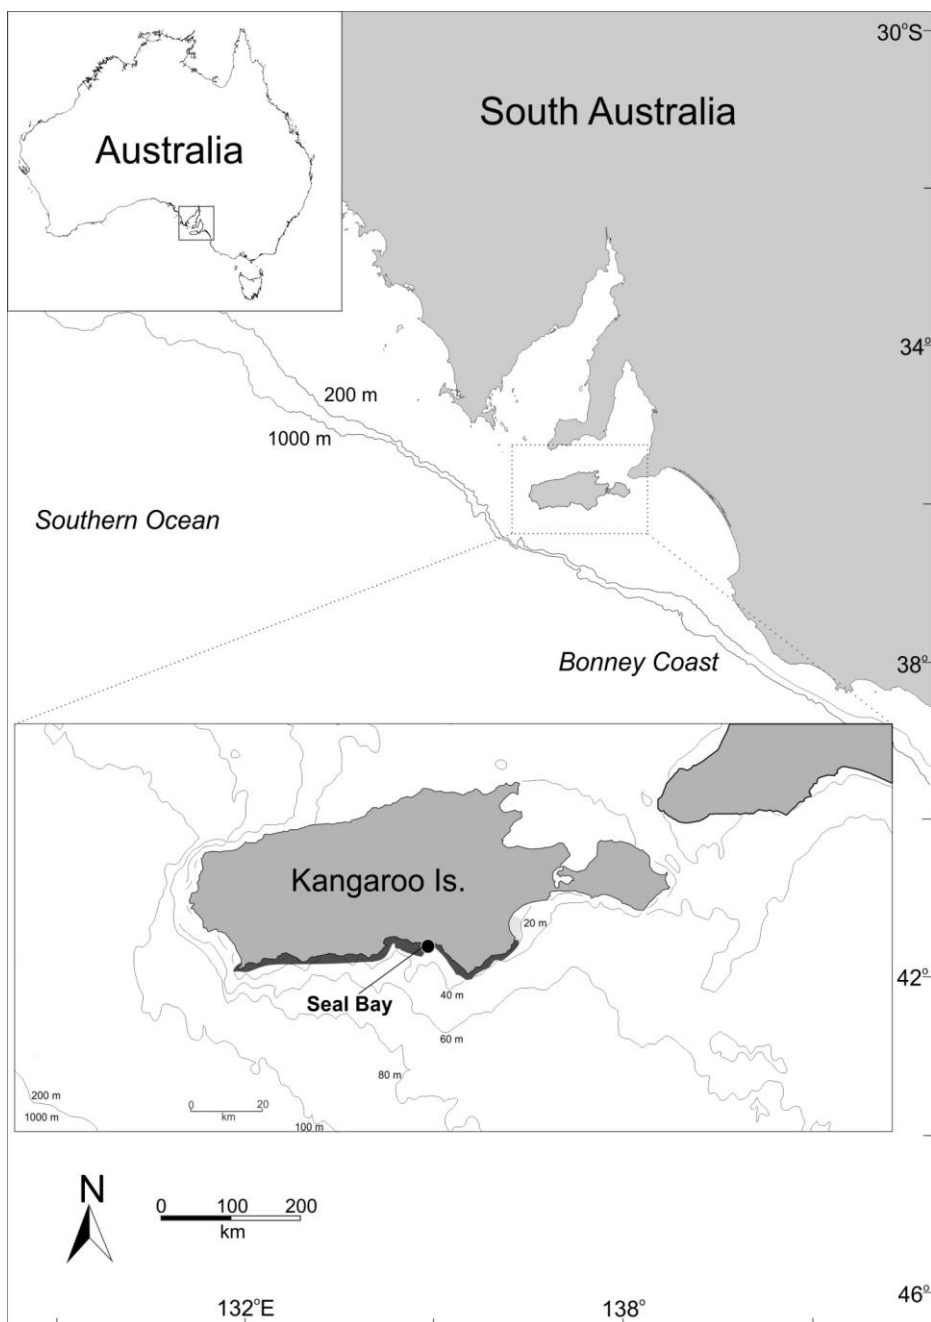 30°S
South Australia
Australia
34°
200 m
1000 m
Southern Ocean
Bonney Coast
38°
Kangaroo Is.
20 m
Seal Bay
40 m
42°
60 m
80 m
0 20
km
200 m
1000 m
100 m
N
0 100 200
km
132°E
138°
46°